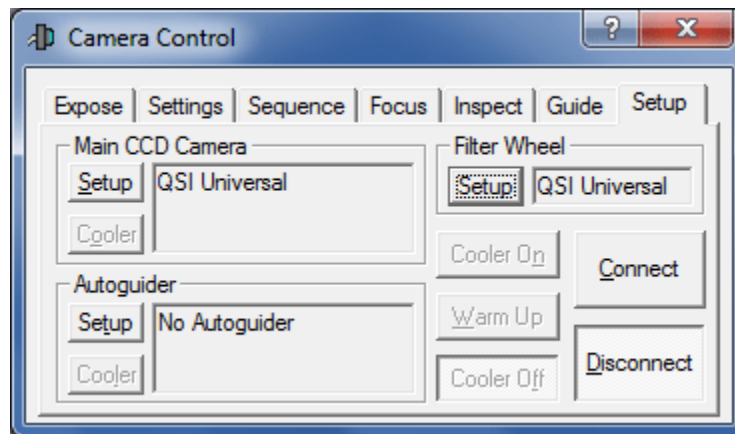 Camera Control
? X
Expose Settings Sequence Focus Inspect Guide Setup
Main CCD Camera
Setup QSI Universal
Cooler
Filter Wheel
Setup QSI Universal
Autoguider
Setup No Autoguider
Cooler
Cooler On
Warm Up
Cooler Off
Connect
Disconnect